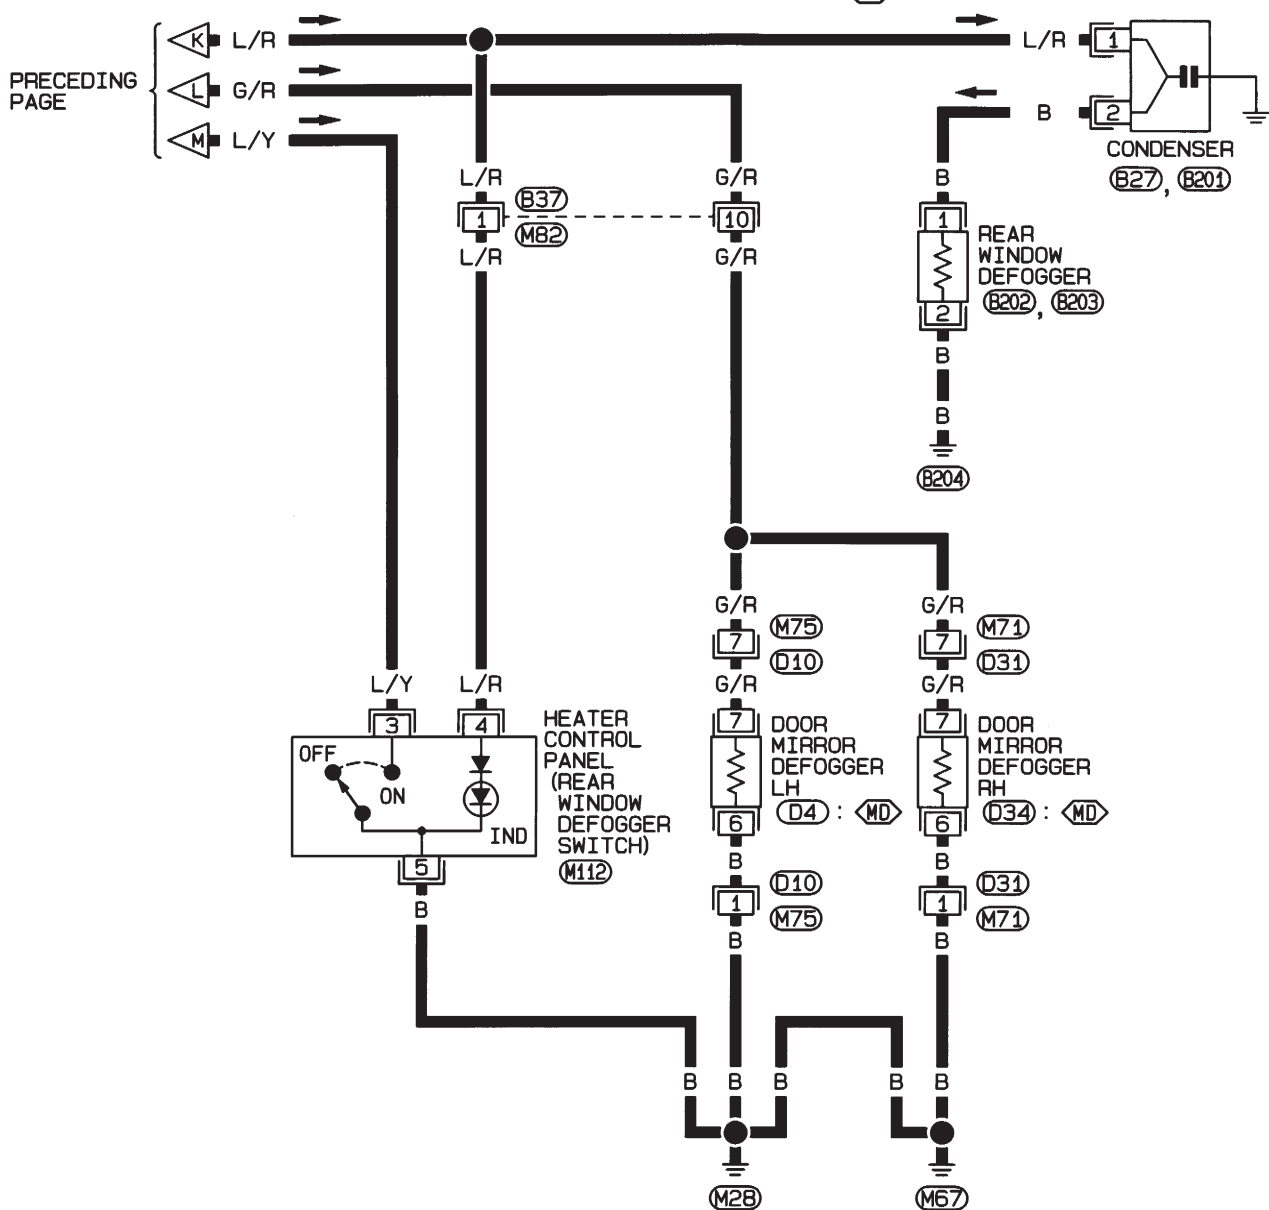 K L/R
L/R 1
PRECEDING
PAGE
L G/R
M L/Y
B 2
CONDENSER
B27 , B201
L/R
G/R
B
1
B37
M82
10
L/R
G/R
1
REAR
WINDOW
DEFOGGER
B202 , B203
2
B
B
B204
G/R
G/R
7
M75
D10
7
M71
D31
G/R
G/R
L/Y
L/R
3
4
OFF
ON
IND
5
B
HEATER
CONTROL
PANEL
(REAR
WINDOW
DEFOGGER
SWITCH)
M112
7
DOOR
MIRROR
DEFOGGER
LH
D4 : MD
6
B
7
DOOR
MIRROR
DEFOGGER
RH
D34 : MD
6
B
1
D10
M75
B
1
D31
M71
B
B B B B B
M28
M67